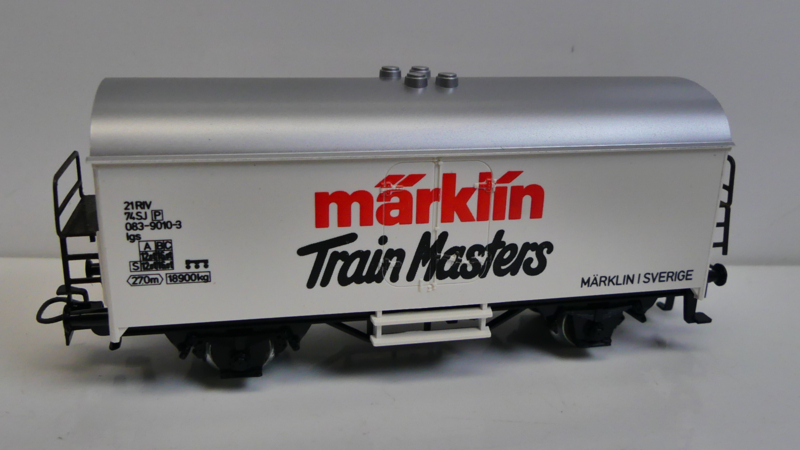 21 RIV
74 SJ P
083-9010-3
Igs
A B C
S
270m 18900kg
märklin
Train Masters
MÄRKLIN I SVERIGE